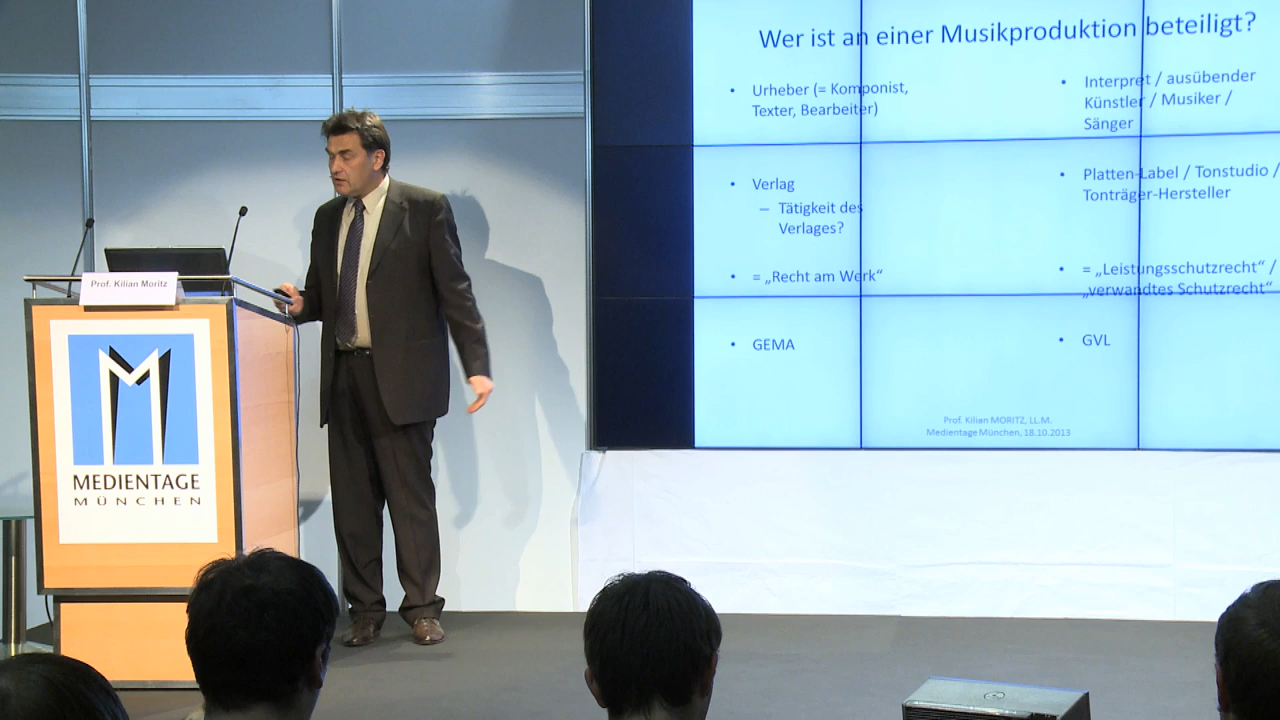 Wer ist an einer Musikproduktion beteiligt?
• Urheber (= Komponist,
Texter, Bearbeiter)
• Verlag
– Tätigkeit des
Verlages?
• = „Recht am Werk“
• GEMA
• Interpret / ausübender
Künstler / Musiker /
Sänger
• Platten-Label / Tonstudio /
Tonträger-Hersteller
• = „Leistungsschutzrecht“ /
„verwandtes Schutzrecht“
• GVL
Prof. Kilian MORITZ, LL.M.
Medientage München, 18.10.2013
Prof. Kilian Moritz
M
MEDIENTAGE
MÜNCHEN